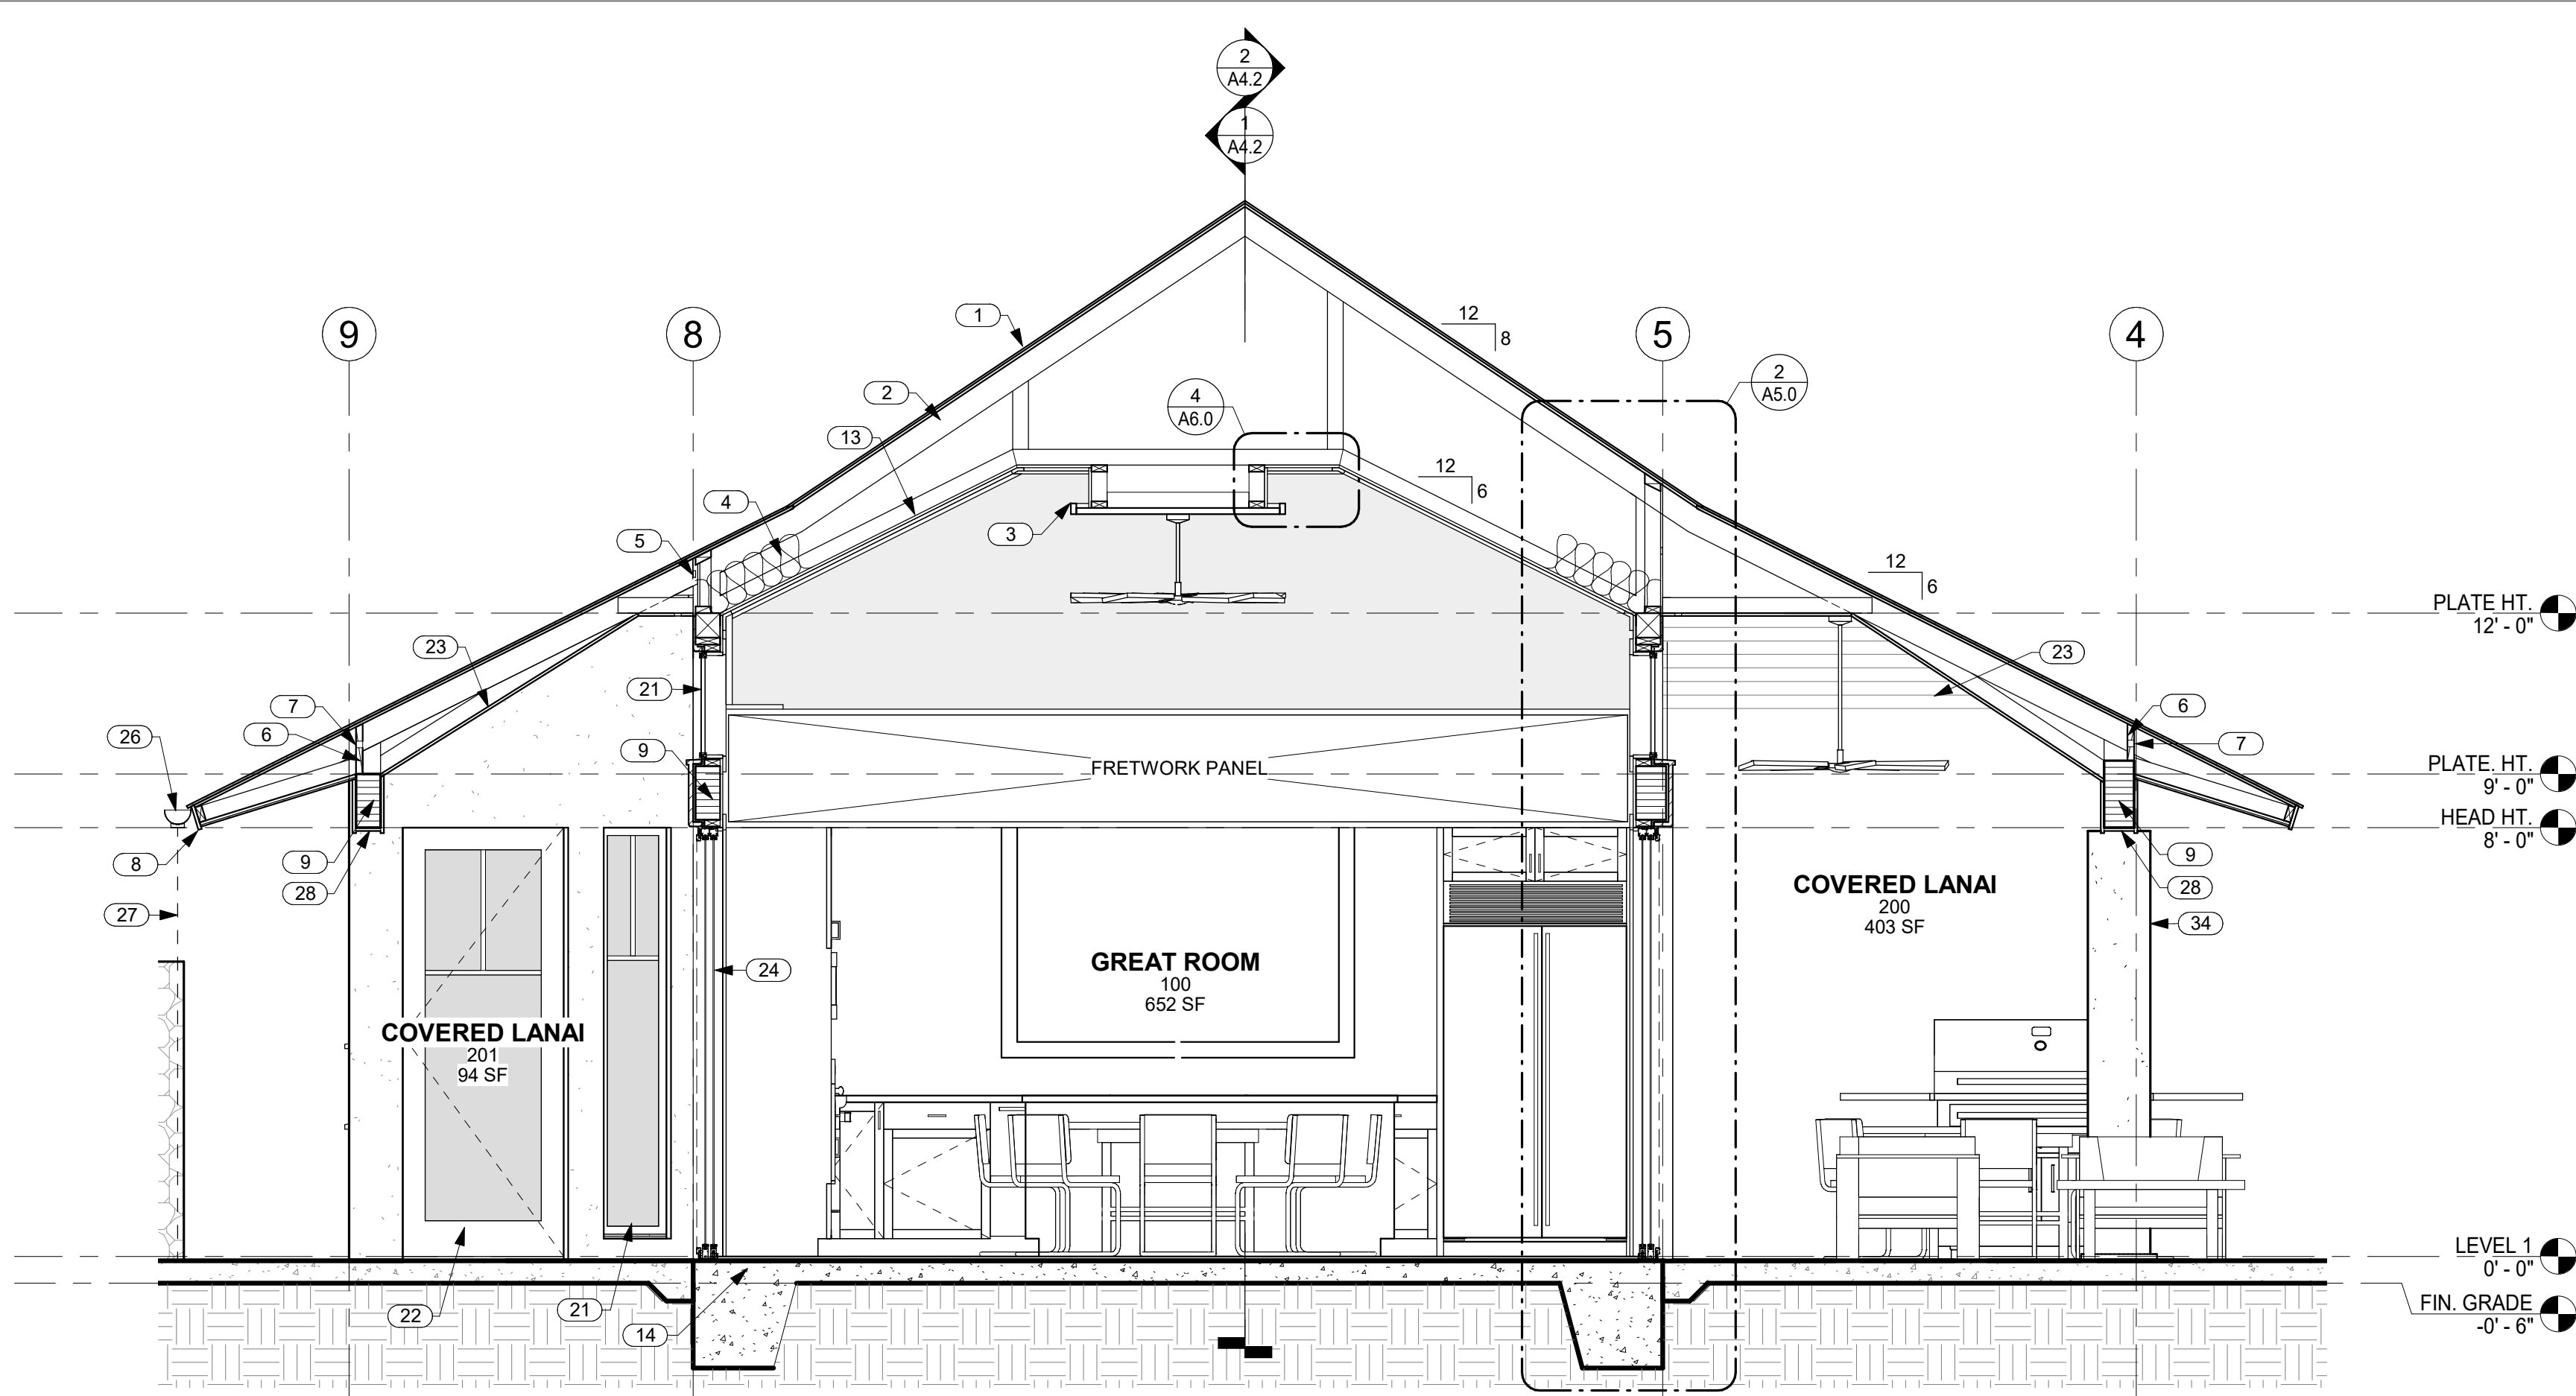 2
A4.2
1
A4.2
9
8
5
4
1
12
8
2
A5.0
2
4
A6.0
13
12
6
4
3
5
12
6
PLATE HT.
12' - 0"
23
23
21
7
6
6
26
9
7
FRETWORK PANEL
PLATE. HT.
9' - 0"
HEAD HT.
8' - 0"
8
9
9
28
28
COVERED LANAI
200
403 SF
27
34
24
GREAT ROOM
100
652 SF
COVERED LANAI
201
94 SF
LEVEL 1
0' - 0"
FIN. GRADE
-0' - 6"
22
21
14